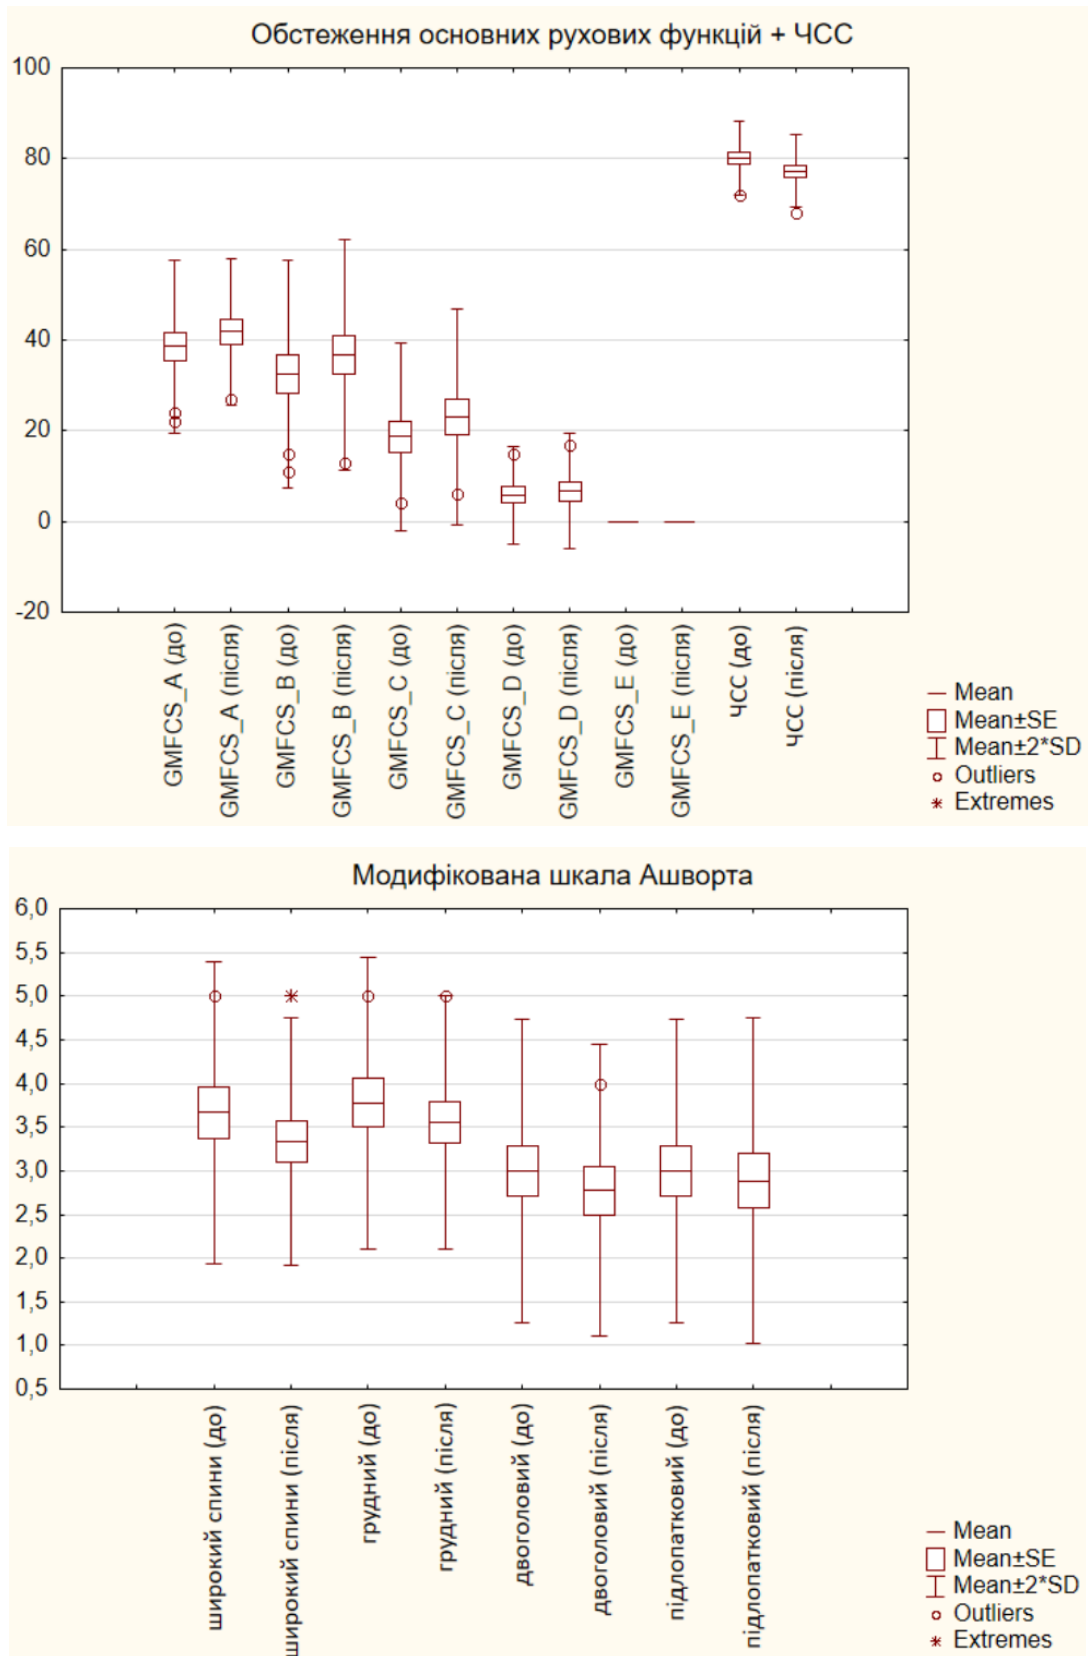 Обстеження основних рухових функцій + ЧСС
100
80
60
40
20
0
-20
GMFCS_A (до)
GMFCS_A (після)
GMFCS_B (до)
GMFCS_B (після)
GMFCS_C (до)
GMFCS_C (після)
GMFCS_D (до)
GMFCS_D (після)
GMFCS_E (до)
GMFCS_E (після)
ЧСС (до)
ЧСС (після)
Mean
Mean±SE
Mean±2*SD
Outliers
Extremes
Модифікована шкала Ашворта
6,0
5,5
5,0
4,5
4,0
3,5
3,0
2,5
2,0
1,5
1,0
0,5
широкий спини (до)
широкий спини (після)
грудний (до)
грудний (після)
двоголовий (до)
двоголовий (після)
підлопатковий (до)
підлопатковий (після)
Mean
Mean±SE
Mean±2*SD
Outliers
Extremes